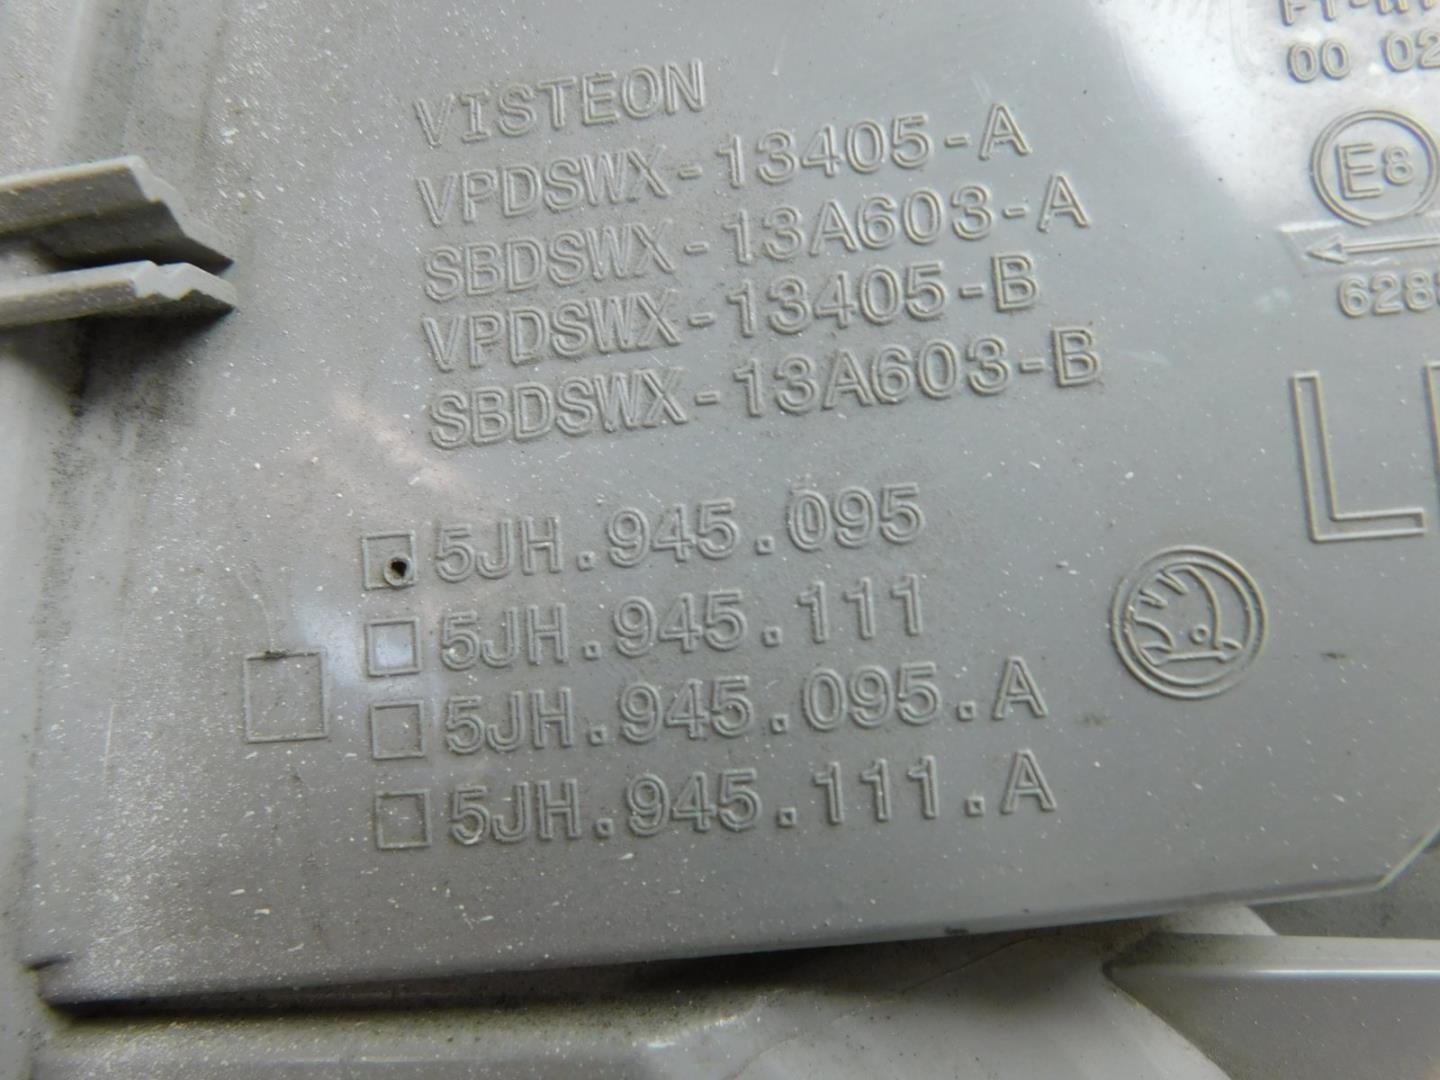 VISTEON
VPDSWX-13405-A
SBDSWX-13A603-A
VPDSWX-13405-B
SBDSWX-13A603-B
5JH.945.095
5JH.945.111
5JH.945.095.A
5JH.945.111.A
00 02
E8